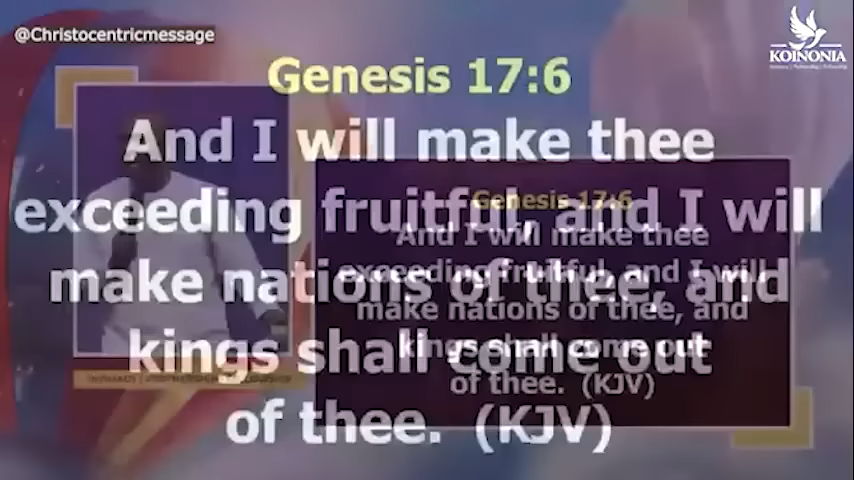 @Christocentricmessage
KOINONIA
Genesis 17:6
And I will make thee
exceeding fruitful, and I will
make nations of thee, and
kings shall come out
of thee. (KJV)
Genesis 17:6
And I will make thee
exceeding fruitful, and I will
make nations of thee, and
kings shall come out
of thee. (KJV)